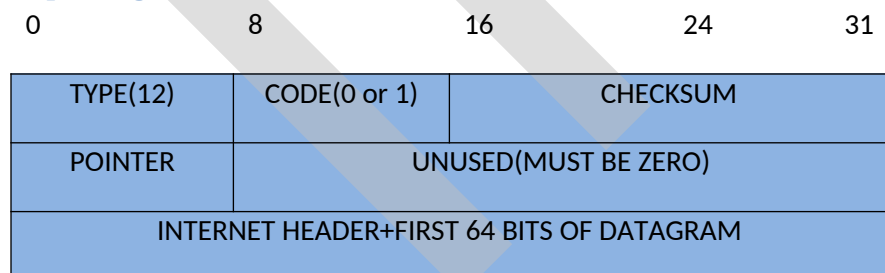 0 8 16 24 31
TYPE(12) CODE(0 or 1) CHECKSUM
POINTER UNUSED(MUST BE ZERO)
INTERNET HEADER+FIRST 64 BITS OF DATAGRAM